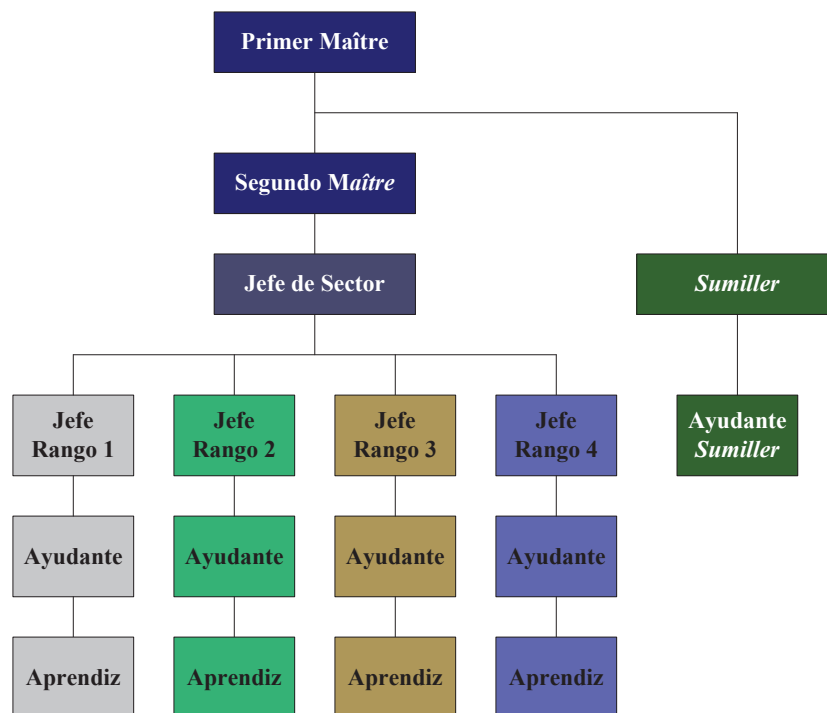 Primer Maître
Segundo Maître
Jefe de Sector
Sumiller
Jefe
Rango 1
Jefe
Rango 2
Jefe
Rango 3
Jefe
Rango 4
Ayudante
Sumiller
Ayudante
Ayudante
Ayudante
Ayudante
Aprendiz
Aprendiz
Aprendiz
Aprendiz